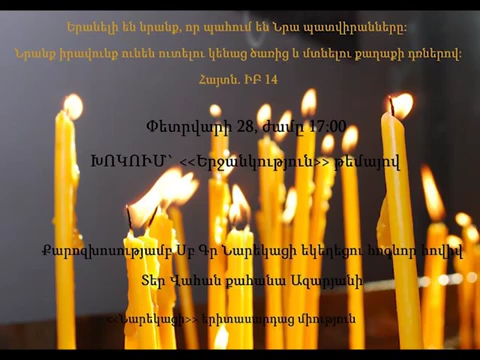 Երանելի են նրանք, որ պահում են Նրա պատվիրանները:
Նրանք իրավունք ունեն ուտելու կենաց ծառից և մտնելու քաղաքի դռներով:
Հայտն. ԻԲ 14
Փետրվարի 28, ժամը 17:00
ԽՈԿՈՒՄ` <<Երջանկություն>> թեմայով
Քարոզխոսությամբ Սբ Գր Նարեկացի եկեղեցու հոգևոր հովիվ
Տեր Վահան քահանա Ազարյանի
<<Նարեկացի>> երիտասարդաց միություն